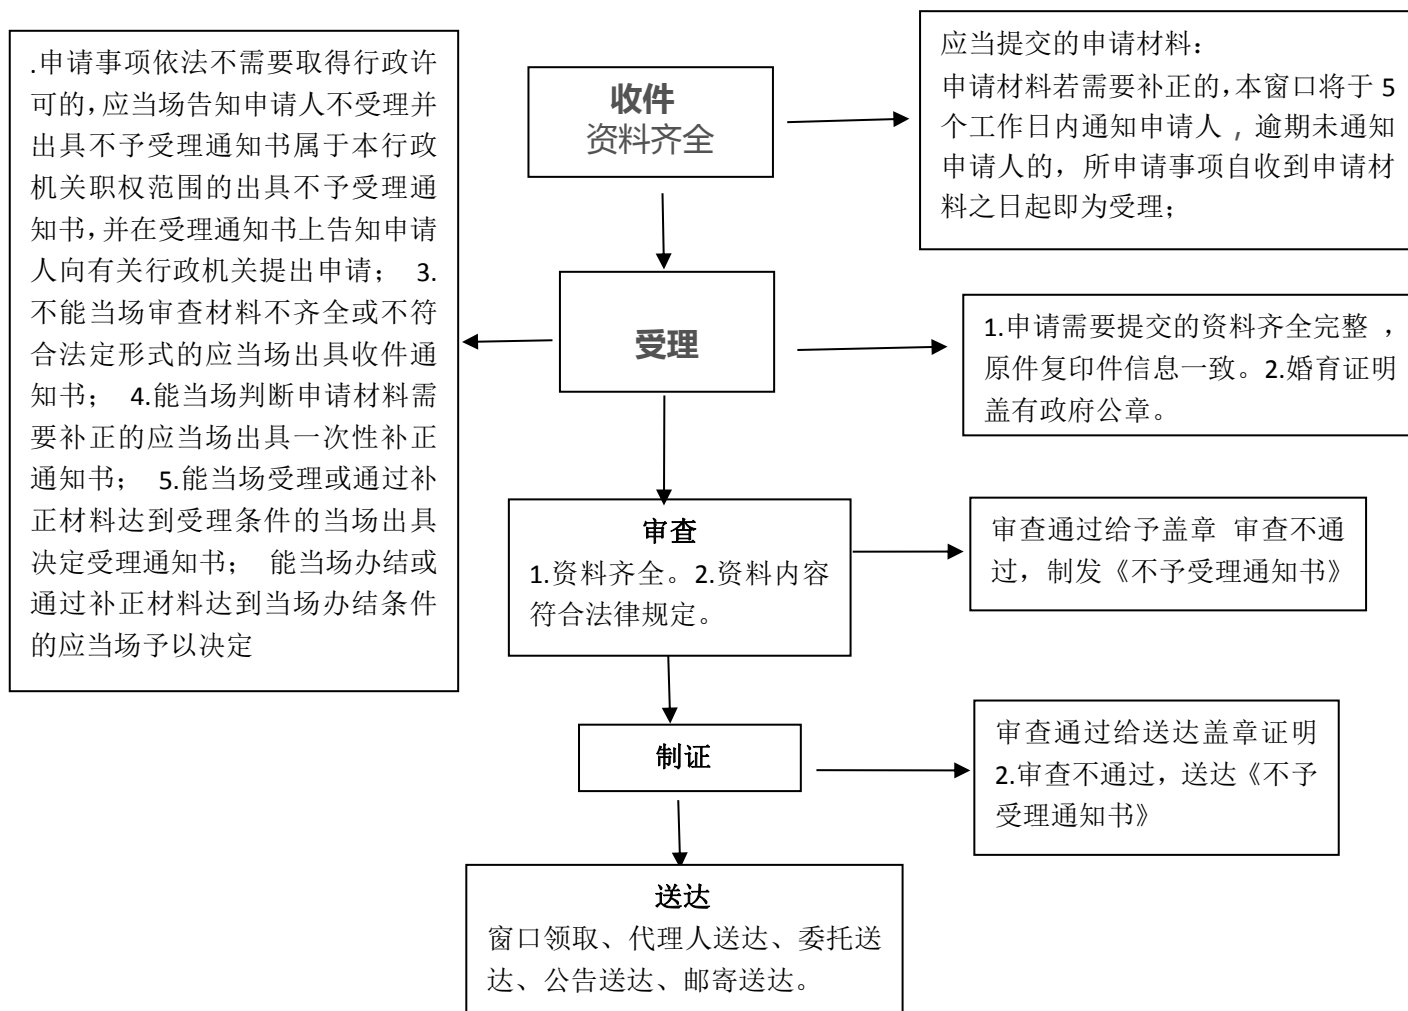 .申请事项依法不需要取得行政许
可的,应当场告知申请人不受理并
出具不予受理通知书属于本行政
机关职权范围的出具不予受理通
知书,并在受理通知书上告知申请
人向有关行政机关提出申请； 3.
不能当场审查材料不齐全或不符
合法定形式的应当场出具收件通
知书； 4.能当场判断申请材料需
要补正的应当场出具一次性补正
通知书； 5.能当场受理或通过补
正材料达到受理条件的当场出具
决定受理通知书； 能当场办结或
通过补正材料达到当场办结条件
的应当场予以决定
收件
资料齐全
应当提交的申请材料：
申请材料若需要补正的,本窗口将于 5
个工作日内通知申请人，逾期未通知
申请人的，所申请事项自收到申请材
料之日起即为受理；
受理
1.申请需要提交的资料齐全完整，
原件复印件信息一致。2.婚育证明
盖有政府公章。
审查
1.资料齐全。2.资料内容
符合法律规定。
审查通过给予盖章 审查不通
过，制发《不予受理通知书》
制证
审查通过给送达盖章证明
2.审查不通过，送达《不予
受理通知书》
送达
窗口领取、代理人送达、委托送
达、公告送达、邮寄送达。